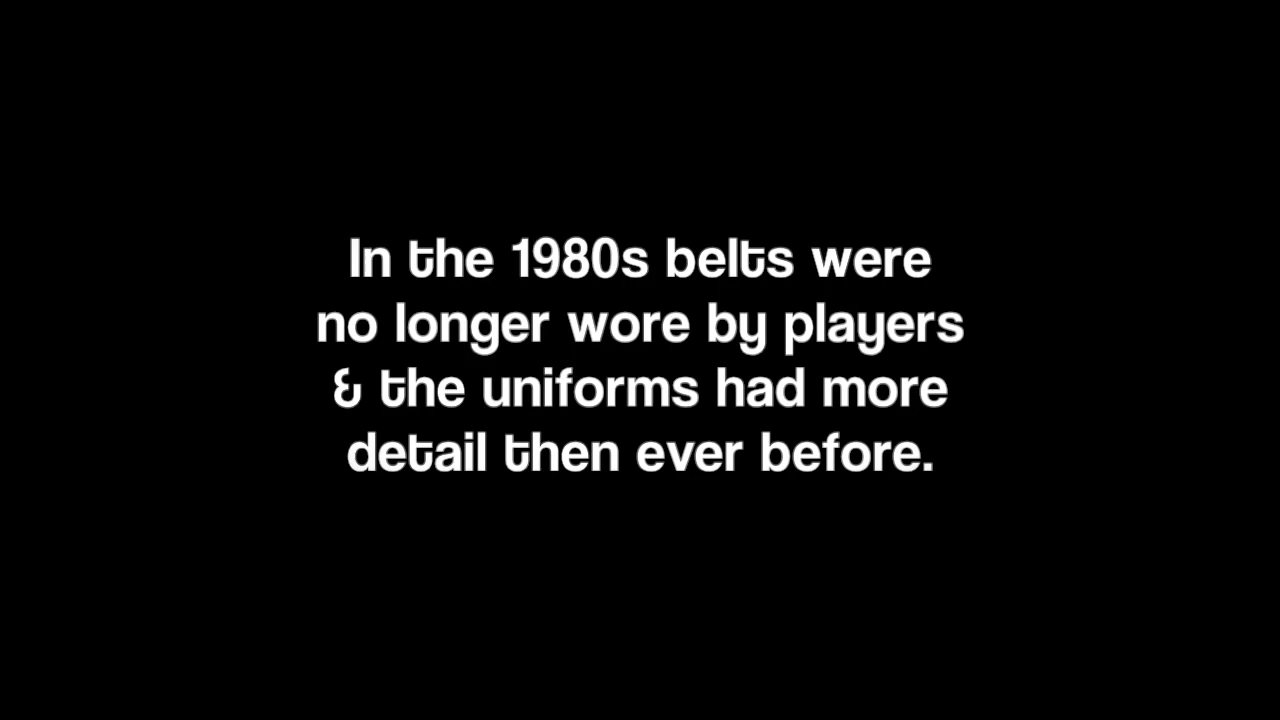 In the 1980s belts were
no longer wore by players
& the uniforms had more
detail then ever before.